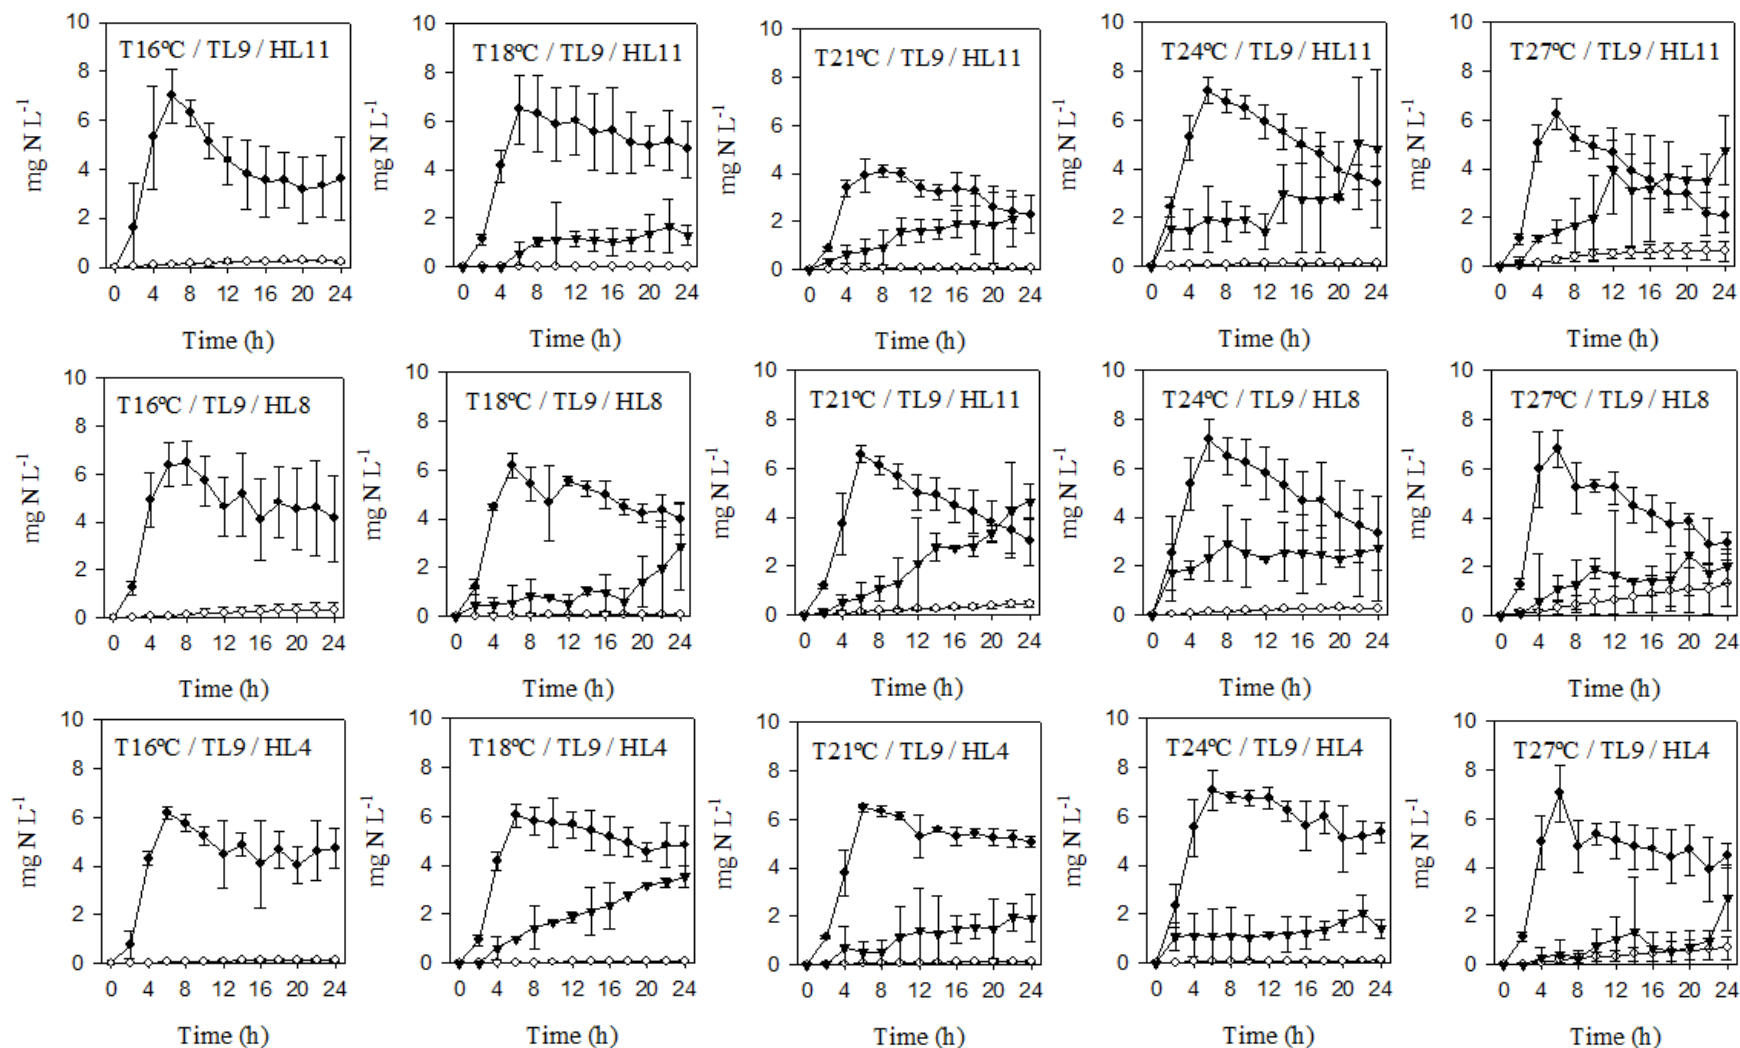 T16ºC / TL9 / HL11
mg N L-1
10
8
6
4
2
0
0 4 8 12 16 20 24
Time (h)
T18ºC / TL9 / HL11
mg N L-1
10
8
6
4
2
0
0 4 8 12 16 20 24
Time (h)
T21ºC / TL9 / HL11
mg N L-1
10
8
6
4
2
0
0 4 8 12 16 20 24
Time (h)
T24ºC / TL9 / HL11
mg N L-1
10
8
6
4
2
0
0 4 8 12 16 20 24
Time (h)
T27ºC / TL9 / HL11
mg N L-1
10
8
6
4
2
0
0 4 8 12 16 20 24
Time (h)
T16ºC / TL9 / HL8
mg N L-1
10
8
6
4
2
0
0 4 8 12 16 20 24
Time (h)
T18ºC / TL9 / HL8
mg N L-1
10
8
6
4
2
0
0 4 8 12 16 20 24
Time (h)
T21ºC / TL9 / HL11
mg N L-1
10
8
6
4
2
0
0 4 8 12 16 20 24
Time (h)
T24ºC / TL9 / HL8
mg N L-1
10
8
6
4
2
0
0 4 8 12 16 20 24
Time (h)
T27ºC / TL9 / HL8
mg N L-1
10
8
6
4
2
0
0 4 8 12 16 20 24
Time (h)
T16ºC / TL9 / HL4
mg N L-1
10
8
6
4
2
0
0 4 8 12 16 20 24
Time (h)
T18ºC / TL9 / HL4
mg N L-1
10
8
6
4
2
0
0 4 8 12 16 20 24
Time (h)
T21ºC / TL9 / HL4
mg N L-1
10
8
6
4
2
0
0 4 8 12 16 20 24
Time (h)
T24ºC / TL9 / HL4
mg N L-1
10
8
6
4
2
0
0 4 8 12 16 20 24
Time (h)
T27ºC / TL9 / HL4
mg N L-1
10
8
6
4
2
0
0 4 8 12 16 20 24
Time (h)